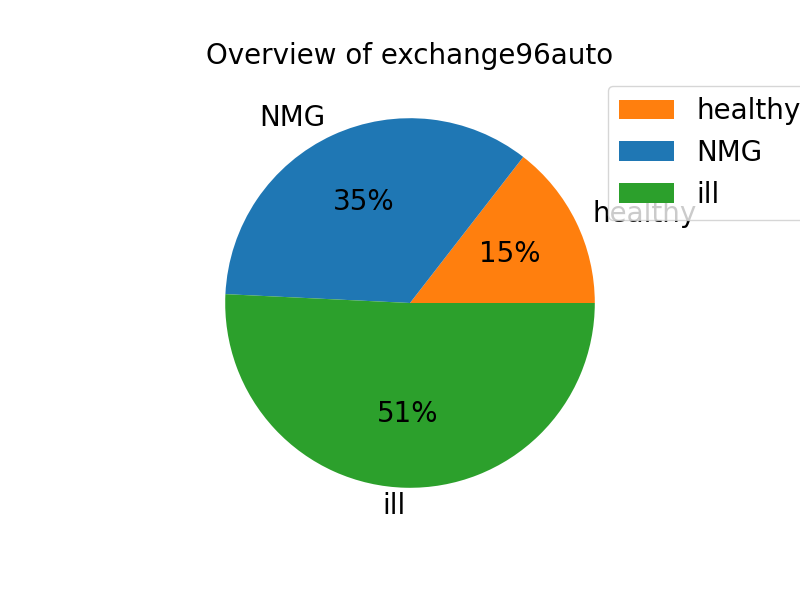 Overview of exchange96auto
NMG
healthy
NMG
ill
healthy
35%
15%
51%
ill